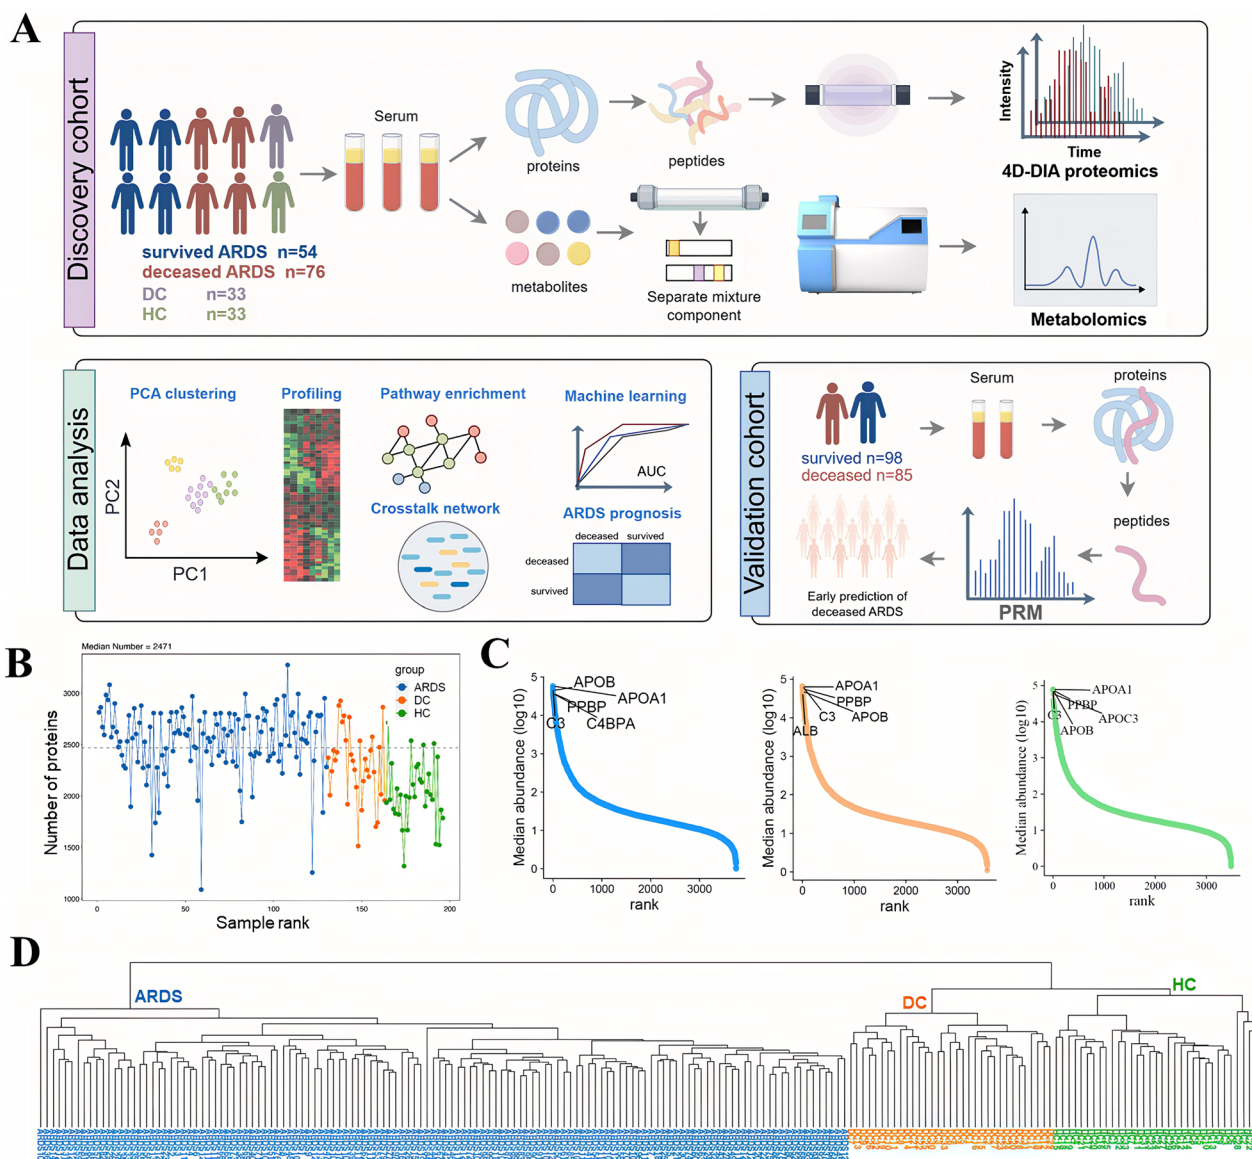 A
Discovery cohort
survived ARDS n=54
deceased ARDS n=76
DC n=33
HC n=33
Serum
proteins
peptides
metabolites
Separate mixture
component
Intensity
Time
4D-DIA proteomics
Metabolomics
Data analysis
PCA clustering
PC2
PC1
Profiling
Pathway enrichment
Crosstalk network
Machine learning
AUC
ARDS prognosis
deceased survived
deceased
survived
Validation cohort
survived n=98
deceased n=85
Serum
proteins
peptides
PRM
Early prediction of
deceased ARDS
B
Median Number = 2471
group
ARDS
DC
HC
Number of proteins
3000
2500
2000
1500
1000
0 50 100 150 200
Sample rank
C
Median abundance (log10)
5
4
3
2
1
0
APOB
APOA1
PPBP
C3 C4BPA
0 1000 2000 3000
rank
Median abundance (log10)
5
4
3
2
1
0
APOA1
PPBP
C3 APOB
ALB
0 1000 2000 3000
rank
Median abundance (log10)
5
4
3
2
1
0
APOA1
PPBP
C3 APOC3
APOB
0 1000 2000 3000
rank
D
ARDS
DC
HC